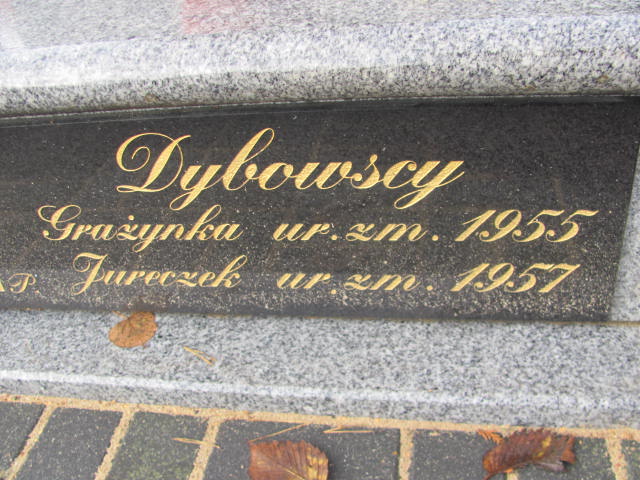 Dybowscy
Grażynka ur. zm. 1955
Jureczek ur. zm. 1957